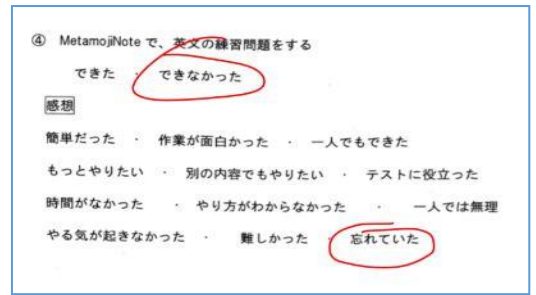 ④ MetamojiNote で、英文の練習問題をする
できた ・ できなかった
感想
簡単だった ・ 作業が面白かった ・ 一人でもできた
もっとやりたい ・ 別の内容でもやりたい ・ テストに役立った
時間がなかった ・ やり方がわからなかった ・ 一人では無理
やる気が起きなかった ・ 難しかった ・ 忘れていた